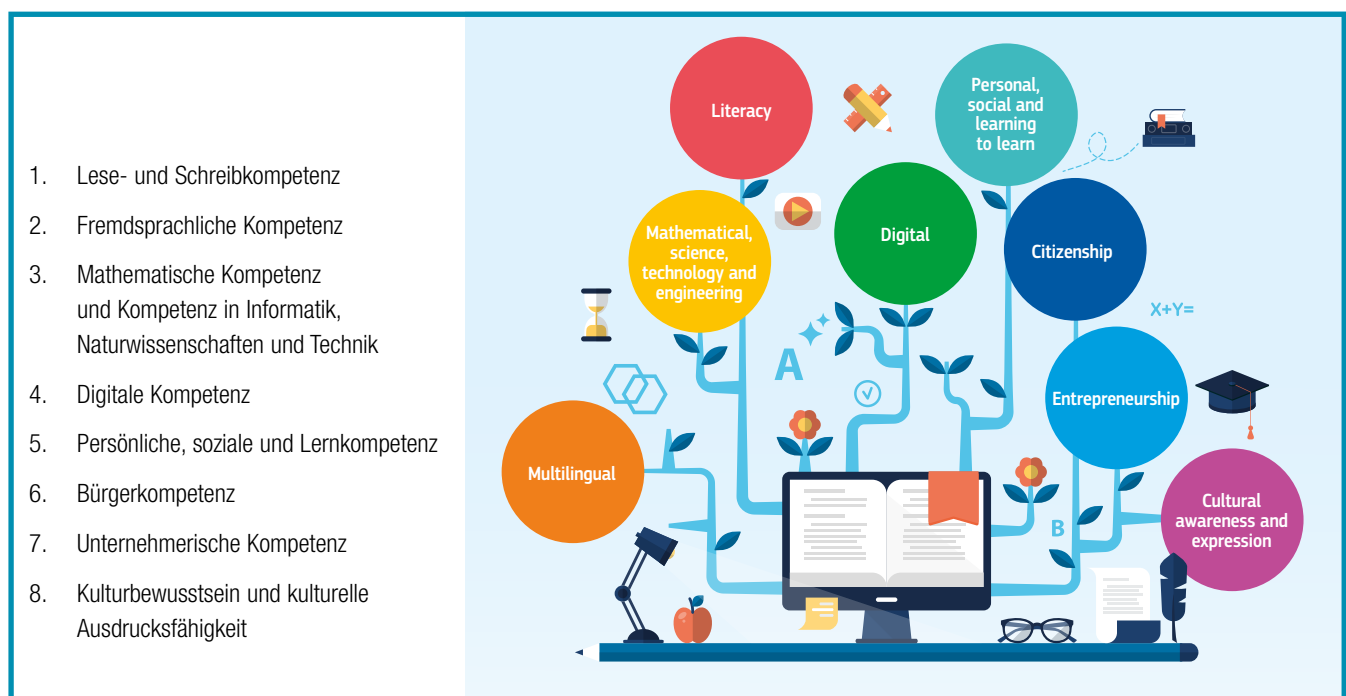 1. Lese- und Schreibkompetenz
2. Fremdsprachliche Kompetenz
3. Mathematische Kompetenz
und Kompetenz in Informatik,
Naturwissenschaften und Technik
4. Digitale Kompetenz
5. Persönliche, soziale und Lernkompetenz
6. Bürgerkompetenz
7. Unternehmerische Kompetenz
8. Kulturbewusstsein und kulturelle
Ausdrucksfähigkeit
Literacy
Personal,
social and
learning
to learn
Mathematical,
science,
technology and
engineering
Digital
Citizenship
X+Y=
A
Entrepreneurship
Multilingual
Cultural
awareness and
expression
B